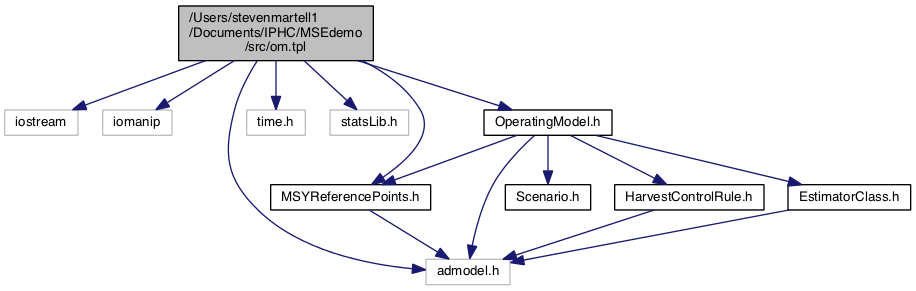 /Users/stevenmartell1
/Documents/IPHC/MSEdemo
/src/om.tpl
iostream
iomanip
time.h
statsLib.h
OperatingModel.h
MSYReferencePoints.h
Scenario.h
HarvestControlRule.h
EstimatorClass.h
admodel.h